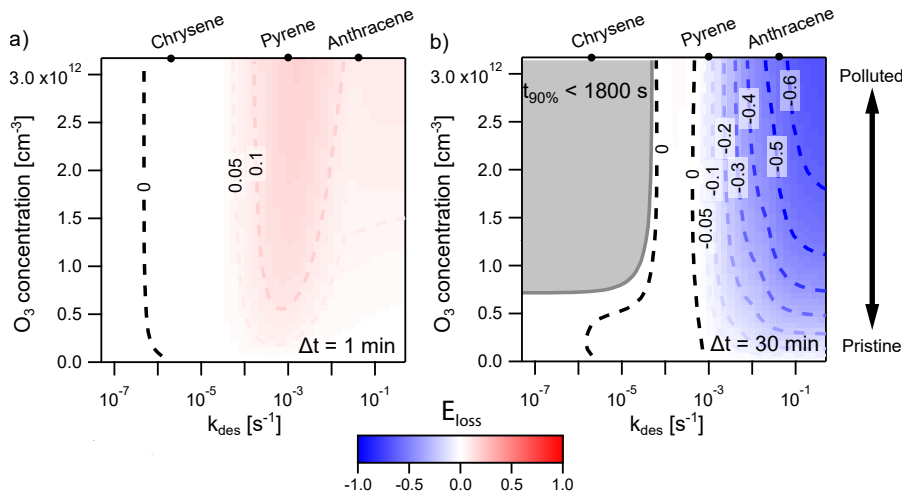 a)
Chrysene
Pyrene
Anthracene
3.0 x10¹²
2.5
2.0
1.5
1.0
0.5
0.0
O₃ concentration [cm⁻³]
0
0.05
0.1
Δt = 1 min
10⁻⁷
10⁻⁵
10⁻³
10⁻¹
k_des [s⁻¹]
b)
Chrysene
Pyrene
Anthracene
3.0 x10¹²
2.5
2.0
1.5
1.0
0.5
0.0
O₃ concentration [cm⁻³]
t₉₀% < 1800 s
0
0
-0.05
-0.1
-0.2
-0.3
-0.4
-0.5
-0.6
Δt = 30 min
10⁻⁷
10⁻⁵
10⁻³
10⁻¹
k_des [s⁻¹]
Polluted
Pristine
E_loss
-1.0
-0.5
0.0
0.5
1.0